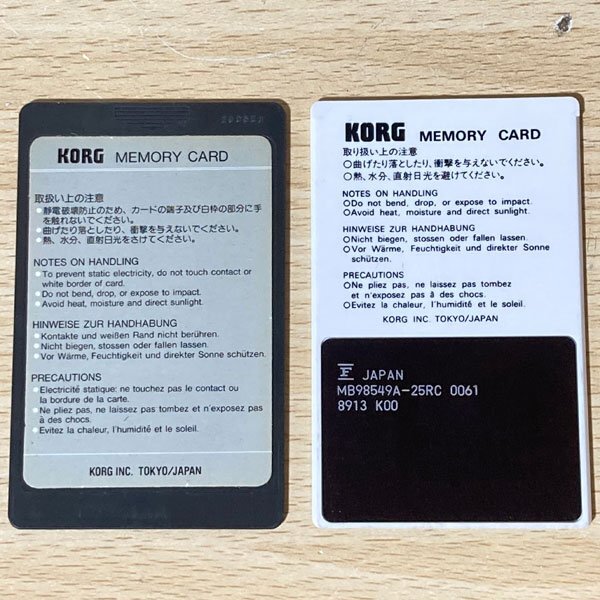 KORG MEMORY CARD
取扱い上の注意
●静電破壊防止のため、カードの端子及び白枠の部分に手
を触れないでください。
●曲げたり落としたり、衝撃を与えないでください。
●熱、水分、直射日光をさけてください。
NOTES ON HANDLING
●To prevent static electricity, do not touch contact or
white border of card.
●Do not bend, drop, or expose to impact.
●Avoid heat, moisture and direct sunlight.
HINWEISE ZUR HANDHABUNG
●Kontakte und weißen Rand nicht berühren.
●Nicht biegen, stossen oder fallen lassen.
●Vor Wärme, Feuchtigkeit und direkter Sonne schützen.
PRECAUTIONS
●Electricité statique: ne touchez pas le contact ou
la bordure de la carte.
●Ne pliez pas, ne laissez pas tombez et n'exposez pas
à des chocs.
●Evitez la chaleur, l'humidité et le soleil.
KORG INC. TOKYO/JAPAN
KORG MEMORY CARD
取り扱い上の注意
○曲げたり落としたり、衝撃を与えないでください。
○熱、水分、直射日光を避けてください。
NOTES ON HANDLING
○Do not bend, drop, or expose to impact.
○Avoid heat, moisture and direct sunlight.
HINWEISE ZUR HANDHABUNG
○Nicht biegen, stossen oder fallen lassen.
○Vor Wärme, Feuchtigkeit und direkter Sonne
schützen.
PRECAUTIONS
○Ne pliez pas, ne laissez pas tombez
et n'exposez pas à des chocs.
○Evitez la chaleur, l'humidité et le soleil.
KORG INC. TOKYO/JAPAN
F JAPAN
MB98549A-25RC 0061
8913 K00